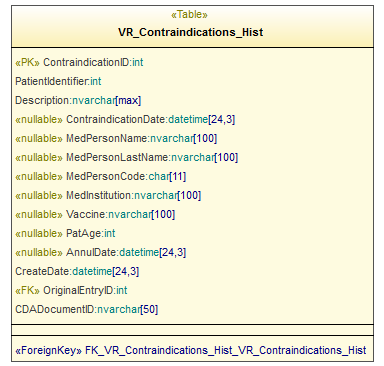 «Table»
VR_Contraindications_Hist
«PK» ContraindicationID:int
PatientIdentifier:int
Description:nvarchar[max]
«nullable» ContraindicationDate:datetime[24,3]
«nullable» MedPersonName:nvarchar[100]
«nullable» MedPersonLastName:nvarchar[100]
«nullable» MedPersonCode:char[11]
«nullable» MedInstitution:nvarchar[100]
«nullable» Vaccine:nvarchar[100]
«nullable» PatAge:int
«nullable» AnnulDate:datetime[24,3]
CreateDate:datetime[24,3]
«FK» OriginalEntryID:int
CDADocumentID:nvarchar[50]
«ForeignKey» FK_VR_Contraindications_Hist_VR_Contraindications_Hist